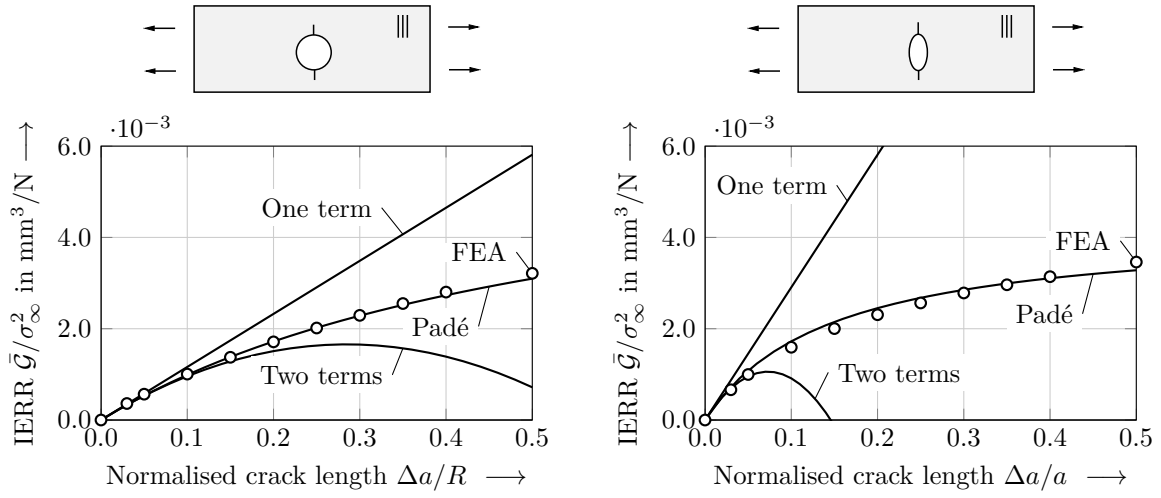 ·10⁻³
6.0
4.0
2.0
0.0
IERR 𝒢̄/σ²∞ in mm³/N ⟶
One term
FEA
Padé
Two terms
0.0 0.1 0.2 0.3 0.4 0.5
Normalised crack length Δa/R ⟶
·10⁻³
6.0
4.0
2.0
0.0
IERR 𝒢̄/σ²∞ in mm³/N ⟶
One term
FEA
Padé
Two terms
0.0 0.1 0.2 0.3 0.4 0.5
Normalised crack length Δa/a ⟶